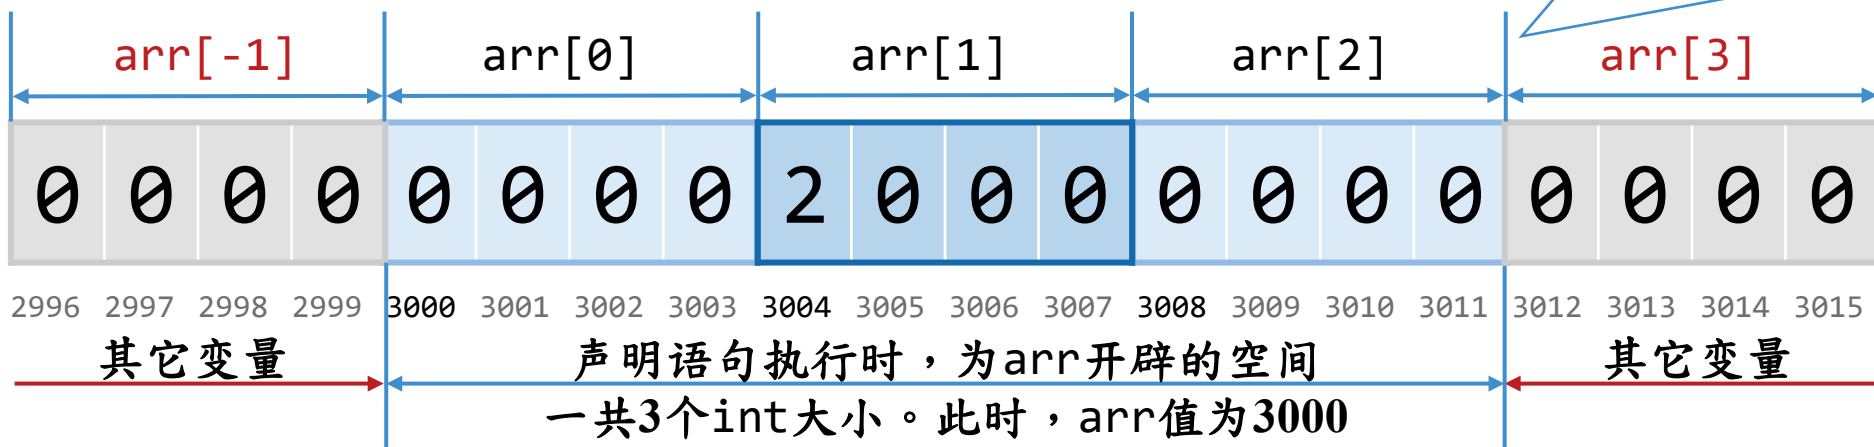 arr[-1] arr[0] arr[1] arr[2] arr[3]
0 0 0 0 0 0 0 0 2 0 0 0 0 0 0 0 0 0 0 0
2996 2997 2998 2999 3000 3001 3002 3003 3004 3005 3006 3007 3008 3009 3010 3011 3012 3013 3014 3015
其它变量 声明语句执行时，为arr开辟的空间 其它变量
一共3个int大小。此时，arr值为3000